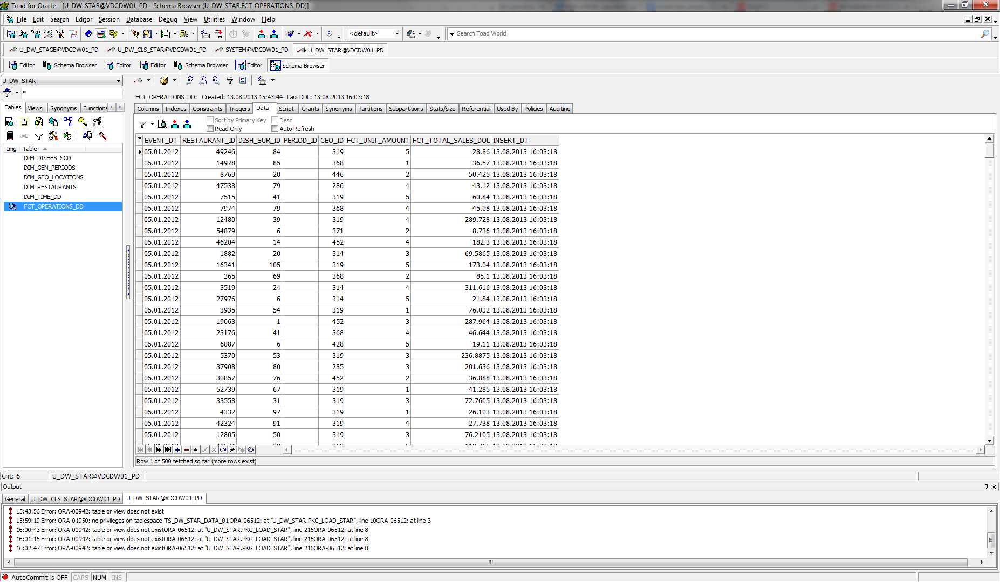 Toad for Oracle - [U_DW_STAR@VDCDW01_PD - Schema Browser (U_DW_STAR.FCT_OPERATIONS_DD)]
File Edit Search Editor Session Database Debug View Utilities Window Help
<default> Search Toad World
U_DW_STAGE@VDCDW01_PD U_DW_CLS_STAR@VDCDW01_PD SYSTEM@VDCDW01_PD U_DW_STAR@VDCDW01_PD
Editor Schema Browser Editor Editor Schema Browser Editor Schema Browser
U_DW_STAR
*
FCT_OPERATIONS_DD: Created: 13.08.2013 15:43:44 Last DDL: 13.08.2013 16:03:18
Tables Views Synonyms Functions
Columns Indexes Constraints Triggers Data Script Grants Synonyms Partitions Subpartitions Stats/Size Referential Used By Policies Auditing
Sort by Primary Key Desc
Read Only Auto Refresh
Img Table
DIM_DISHES_SCD
DIM_GEN_PERIODS
DIM_GEO_LOCATIONS
DIM_RESTAURANTS
DIM_TIME_DD
FCT_OPERATIONS_DD
EVENT_DT RESTAURANT_ID DISH_SUR_ID PERIOD_ID GEO_ID FCT_UNIT_AMOUNT FCT_TOTAL_SALES_DOL INSERT_DT
05.01.2012 49246 84 319 5 28.86 13.08.2013 16:03:18
05.01.2012 14978 85 368 1 36.57 13.08.2013 16:03:18
05.01.2012 8769 20 446 2 50.425 13.08.2013 16:03:18
05.01.2012 47538 79 286 4 43.12 13.08.2013 16:03:18
05.01.2012 7515 41 319 5 60.84 13.08.2013 16:03:18
05.01.2012 7974 79 368 4 45.08 13.08.2013 16:03:18
05.01.2012 12480 39 319 4 289.728 13.08.2013 16:03:18
05.01.2012 54879 6 371 2 8.736 13.08.2013 16:03:18
05.01.2012 46204 14 452 4 182.3 13.08.2013 16:03:18
05.01.2012 1882 20 314 3 69.5865 13.08.2013 16:03:18
05.01.2012 16341 105 319 5 173.04 13.08.2013 16:03:18
05.01.2012 365 69 368 2 85.1 13.08.2013 16:03:18
05.01.2012 3519 24 314 4 311.616 13.08.2013 16:03:18
05.01.2012 27976 6 314 5 21.84 13.08.2013 16:03:18
05.01.2012 3935 54 319 1 76.032 13.08.2013 16:03:18
05.01.2012 19063 1 452 3 287.964 13.08.2013 16:03:18
05.01.2012 23176 41 368 4 46.644 13.08.2013 16:03:18
05.01.2012 6887 6 428 5 19.11 13.08.2013 16:03:18
05.01.2012 5370 53 319 3 236.8875 13.08.2013 16:03:18
05.01.2012 37908 80 285 3 201.636 13.08.2013 16:03:18
05.01.2012 30857 76 452 2 36.888 13.08.2013 16:03:18
05.01.2012 52739 67 319 1 41.285 13.08.2013 16:03:18
05.01.2012 33558 31 319 3 72.7605 13.08.2013 16:03:18
05.01.2012 4332 97 319 1 26.103 13.08.2013 16:03:18
05.01.2012 42324 91 319 4 27.738 13.08.2013 16:03:18
05.01.2012 12805 50 319 3 76.2105 13.08.2013 16:03:18
Row 1 of 500 fetched so far (more rows exist)
Cnt: 6 U_DW_STAR@VDCDW01_PD
Output
General U_DW_CLS_STAR@VDCDW01_PD U_DW_STAR@VDCDW01_PD
15:43:56 Error: ORA-00942: table or view does not exist
15:59:19 Error: ORA-01950: no privileges on tablespace 'TS_DW_STAR_DATA_01'ORA-06512: at "U_DW_STAR.PKG_LOAD_STAR", line 10ORA-06512: at line 3
16:00:43 Error: ORA-00942: table or view does not existORA-06512: at "U_DW_STAR.PKG_LOAD_STAR", line 216ORA-06512: at line 8
16:01:15 Error: ORA-00942: table or view does not existORA-06512: at "U_DW_STAR.PKG_LOAD_STAR", line 216ORA-06512: at line 8
16:02:47 Error: ORA-00942: table or view does not existORA-06512: at "U_DW_STAR.PKG_LOAD_STAR", line 216ORA-06512: at line 8
AutoCommit is OFF CAPS NUM INS